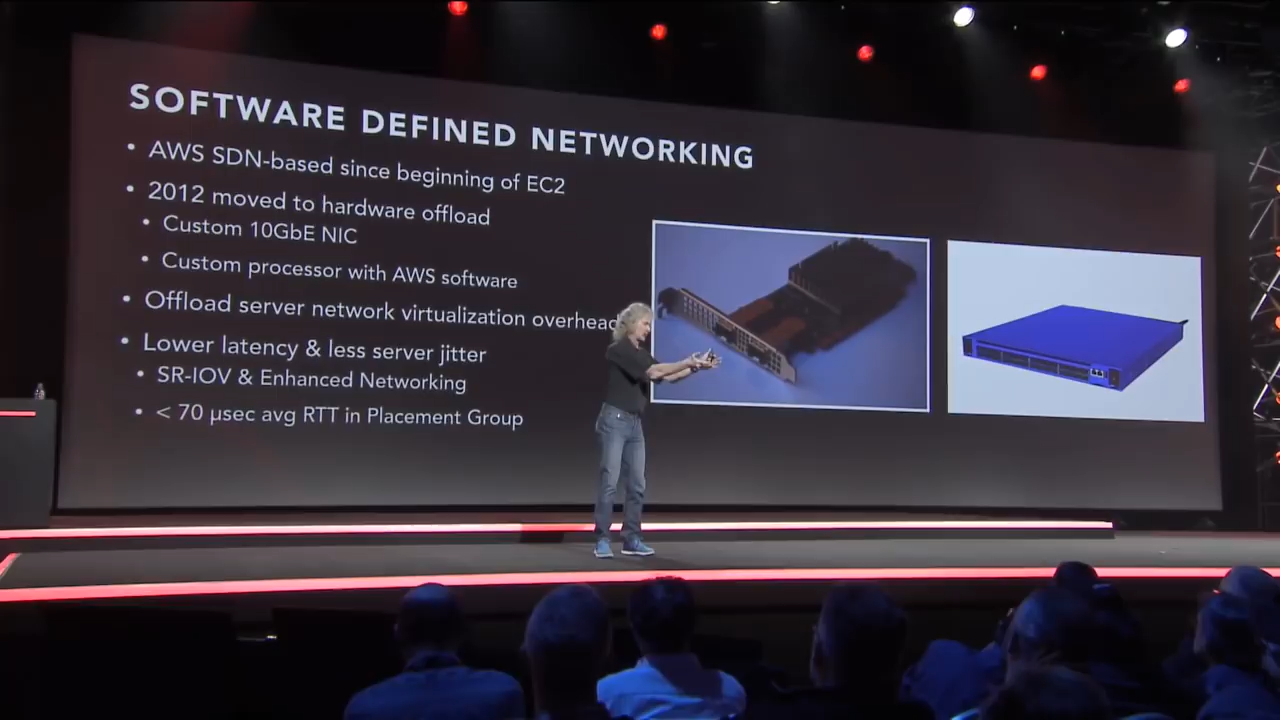 SOFTWARE DEFINED NETWORKING
• AWS SDN-based since beginning of EC2
• 2012 moved to hardware offload
• Custom 10GbE NIC
• Custom processor with AWS software
• Offload server network virtualization overhead
• Lower latency & less server jitter
• SR-IOV & Enhanced Networking
• < 70 µsec avg RTT in Placement Group